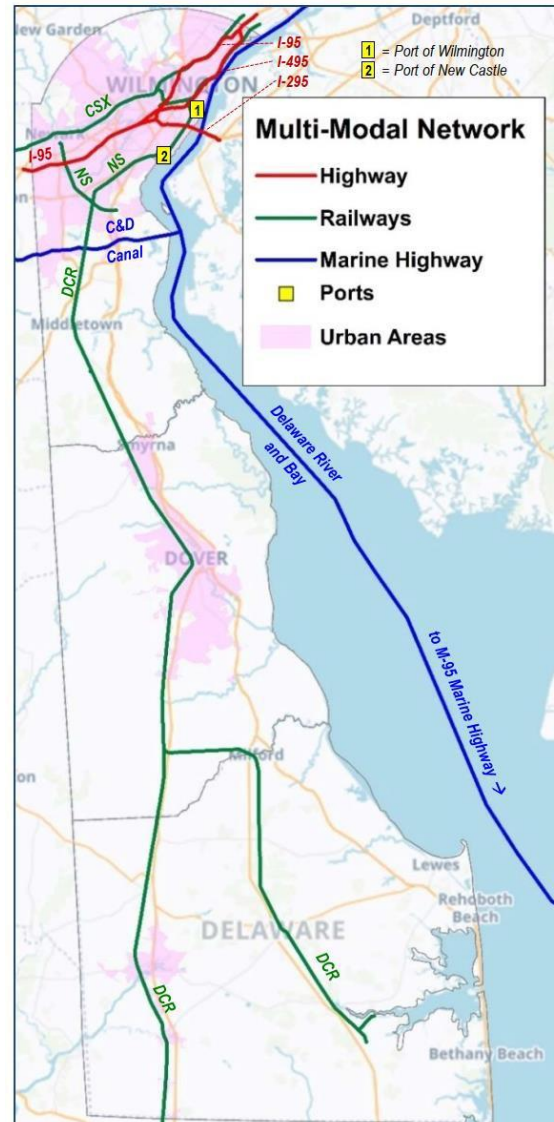 New Garden
Deptford
I-95
I-495
I-295
1 = Port of Wilmington
2 = Port of New Castle
WILMINGTON
CSX
1
Newark
I-95
NS
NS
2
C&D
Canal
DCR
Middletown
Smyrna
DOVER
Multi-Modal Network
Highway
Railways
Marine Highway
Ports
Urban Areas
Delaware River
and Bay
to M-95 Marine Highway →
Milford
Lewes
Rehoboth
Beach
DELAWARE
DCR
DCR
Bethany Beach